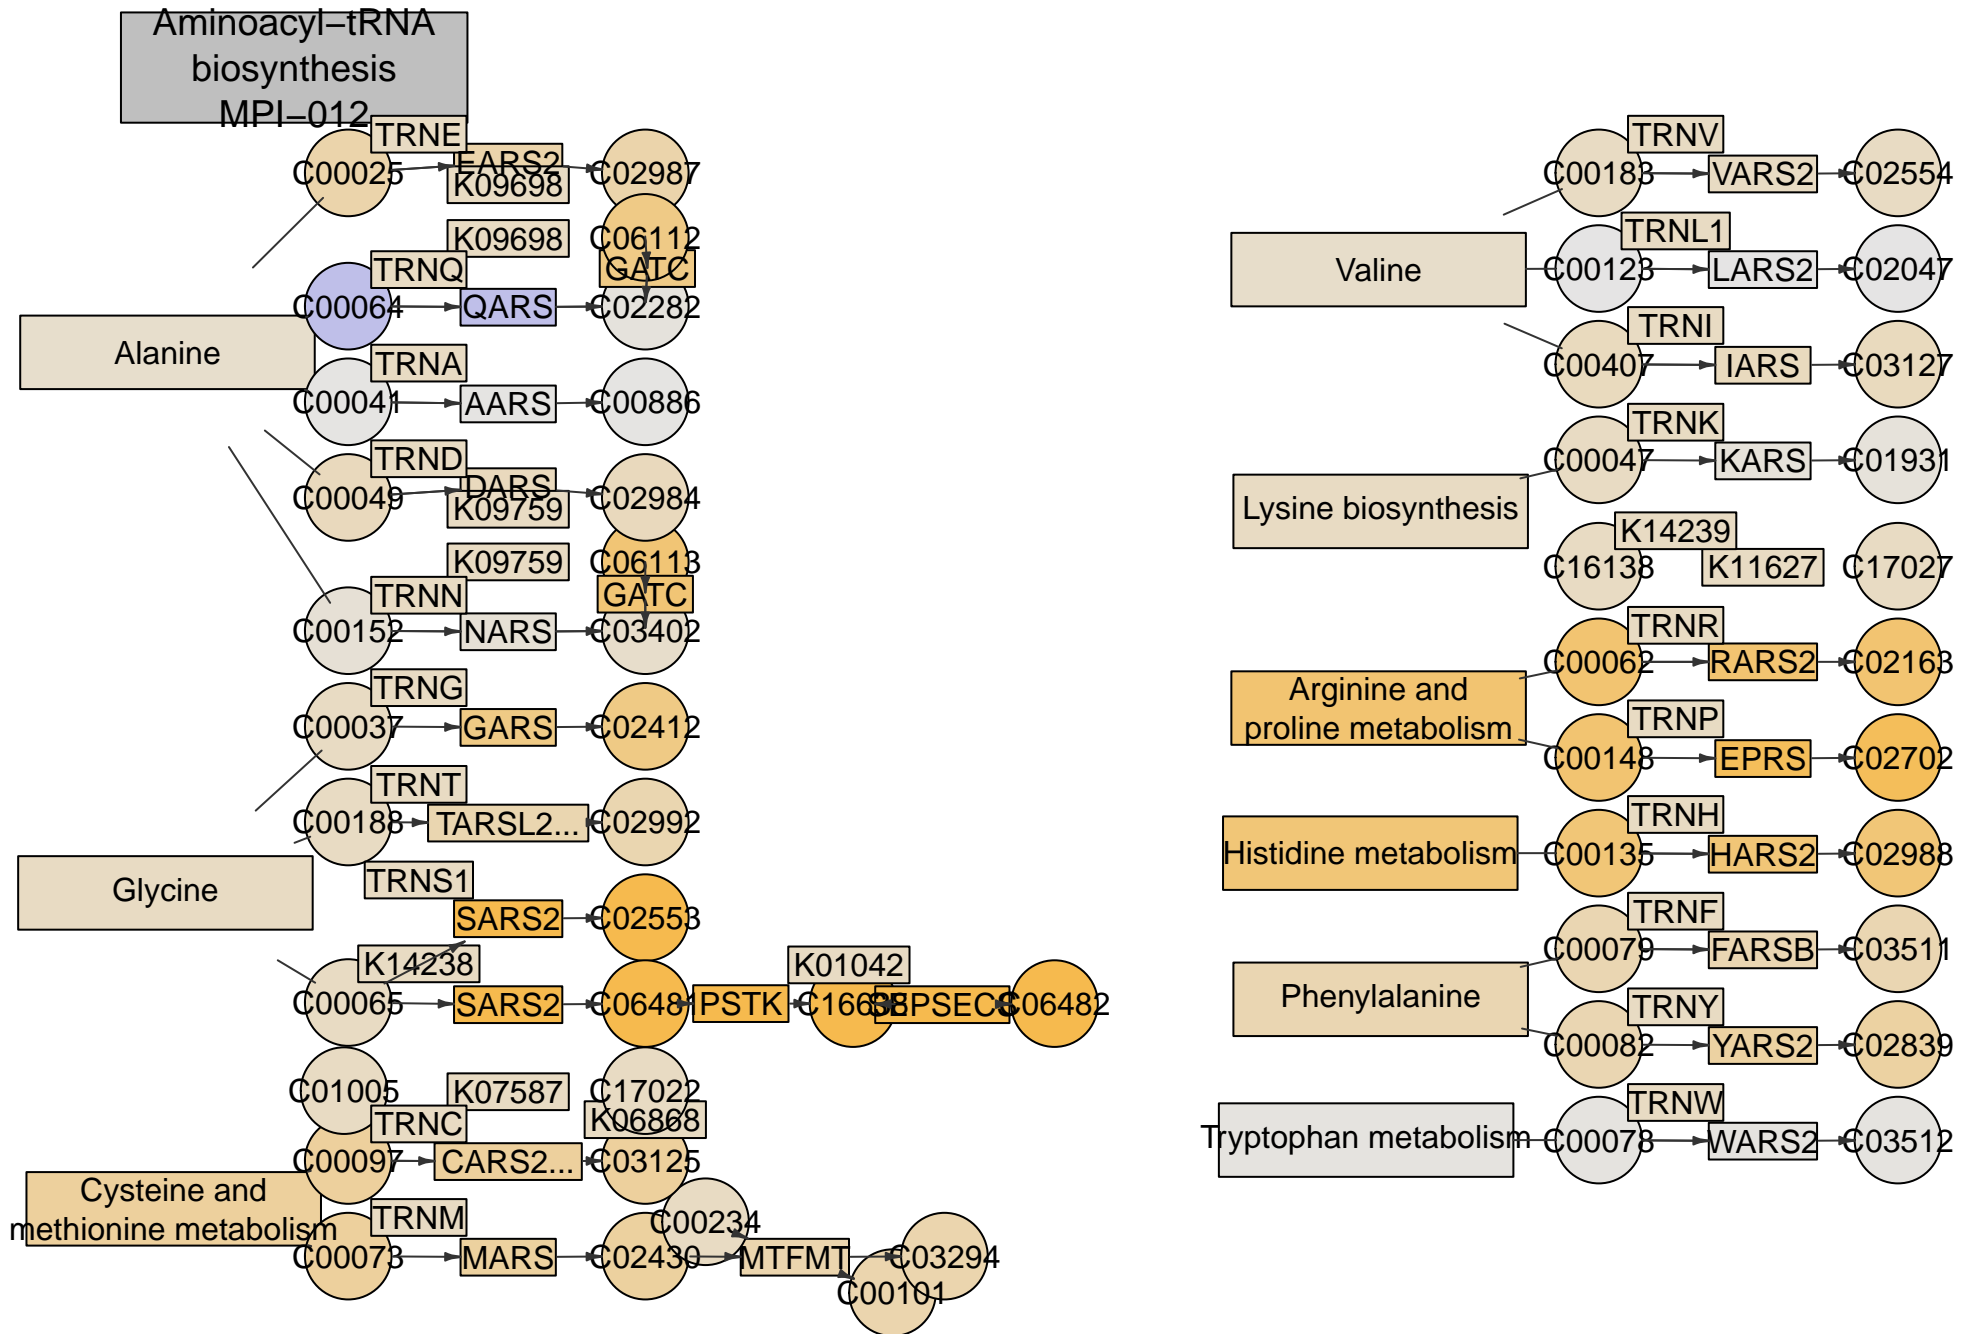 Aminoacyl−tRNA
biosynthesis
MPI−012
TRNE
C00025
EARS2
K09698
C02987
K09698
C06112
TRNQ
GATC
C00064
QARS
C02282
Alanine
TRNA
C00041
AARS
C00886
TRND
C00049
DARS
K09759
C02984
K09759
C06113
TRNN
GATC
C00152
NARS
C03402
TRNG
C00037
GARS
C02412
TRNT
C00188
TARSL2...
C02992
Glycine
TRNS1
SARS2
C02553
K14238
C00065
SARS2
C06481
PSTK
K01042
C16638
SEPSECS
C06482
C01005
K07587
C17022
K06868
TRNC
C00097
CARS2...
C03125
Cysteine and
methionine metabolism
TRNM
C00073
MARS
C02430
C00234
MTFMT
C03294
C00101
TRNV
C00183
VARS2
C02554
Valine
TRNL1
C00123
LARS2
C02047
TRNI
C00407
IARS
C03127
TRNK
C00047
KARS
C01931
Lysine biosynthesis
K14239
C16138
K11627
C17027
TRNR
C00062
RARS2
C02163
Arginine and
proline metabolism
TRNP
C00148
EPRS
C02702
TRNH
Histidine metabolism
C00135
HARS2
C02988
TRNF
C00079
FARSB
C03511
Phenylalanine
TRNY
C00082
YARS2
C02839
TRNW
Tryptophan metabolism
C00078
WARS2
C03512